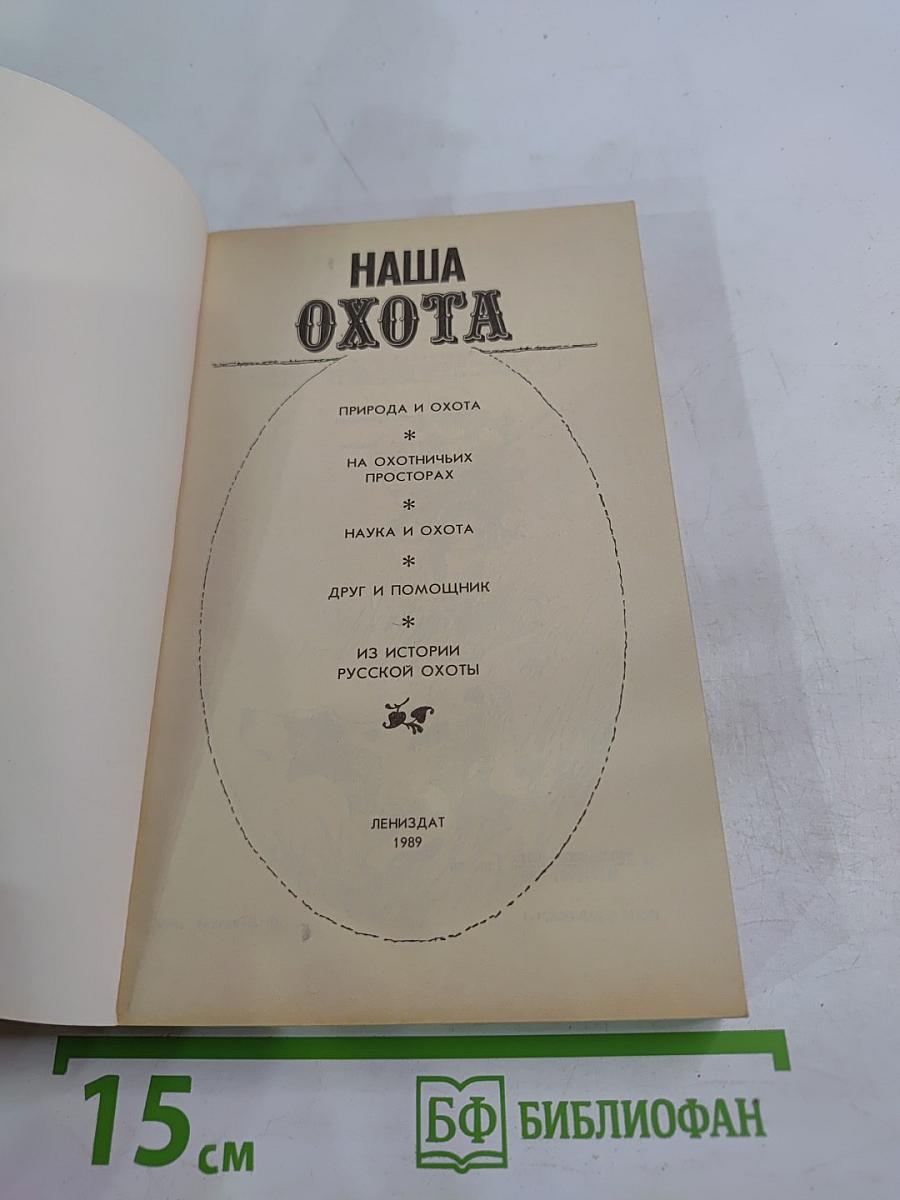 НАША
ОХОТА
ПРИРОДА И ОХОТА
*
НА ОХОТНИЧЬИХ
ПРОСТОРАХ
*
НАУКА И ОХОТА
*
ДРУГ И ПОМОЩНИК
*
ИЗ ИСТОРИИ
РУССКОЙ ОХОТЫ
ЛЕНИЗДАТ
1989
15 см
БФ БИБЛИОФАН